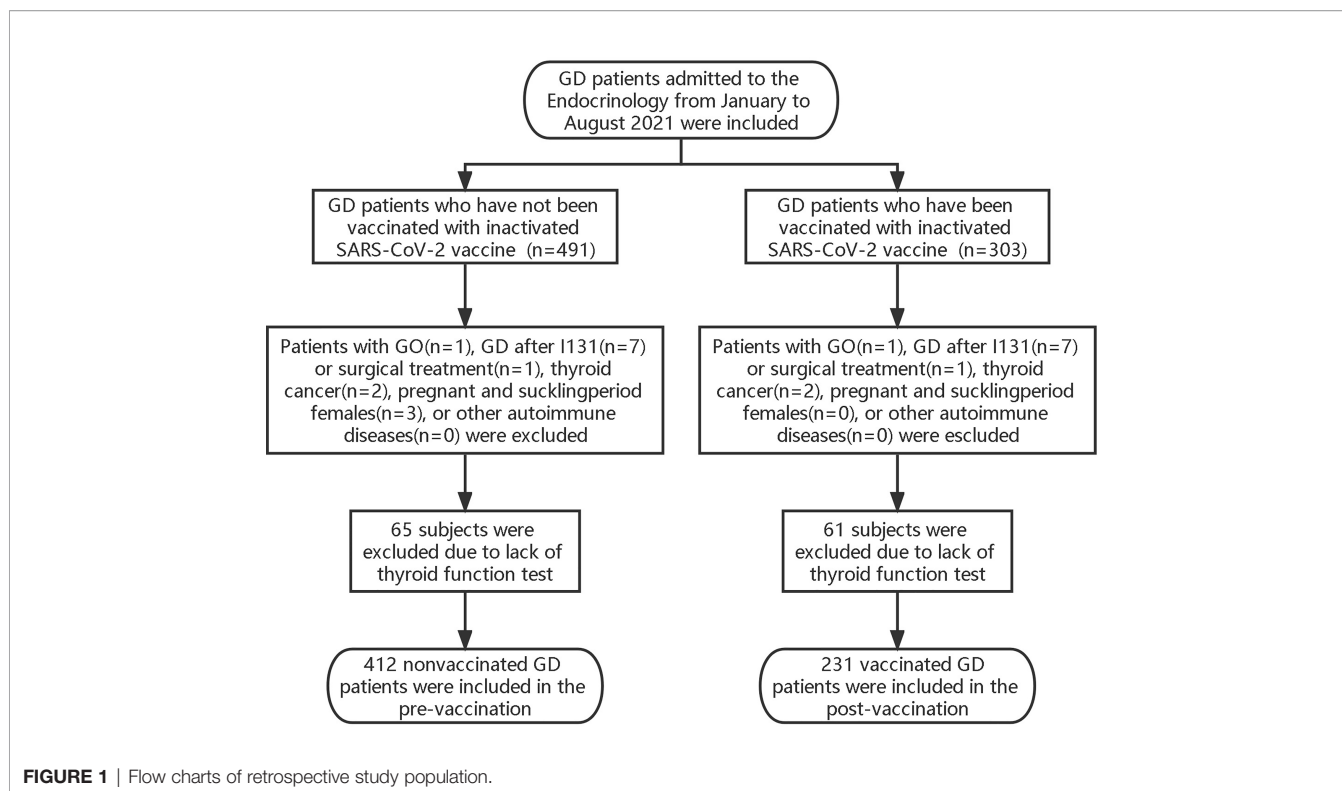 GD patients admitted to the
Endocrinology from January to
August 2021 were included
GD patients who have not been
vaccinated with inactivated
SARS-CoV-2 vaccine (n=491)
GD patients who have been
vaccinated with inactivated
SARS-CoV-2 vaccine (n=303)
Patients with GO(n=1), GD after I131(n=7)
or surgical treatment(n=1), thyroid
cancer(n=2), pregnant and sucklingperiod
females(n=3), or other autoimmune
diseases(n=0) were excluded
Patients with GO(n=1), GD after I131(n=7)
or surgical treatment(n=1), thyroid
cancer(n=2), pregnant and sucklingperiod
females(n=0), or other autoimmune
diseases(n=0) were escluded
65 subjects were
excluded due to lack of
thyroid function test
61 subjects were
excluded due to lack of
thyroid function test
412 nonvaccinated GD
patients were included in the
pre-vaccination
231 vaccinated GD
patients were included in the
post-vaccination
FIGURE 1 | Flow charts of retrospective study population.